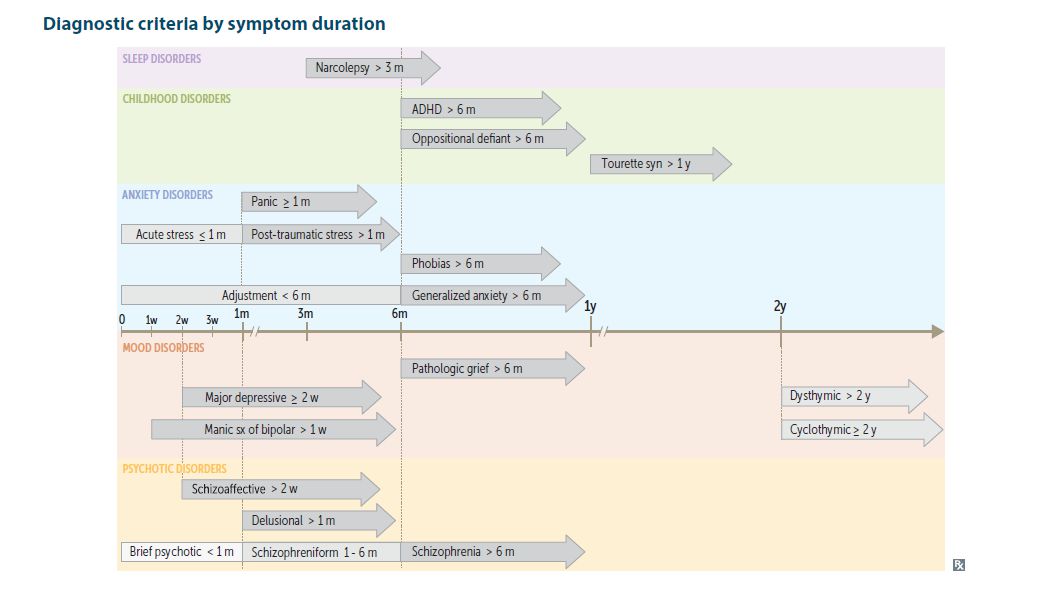 Diagnostic criteria by symptom duration
SLEEP DISORDERS
Narcolepsy > 3 m
CHILDHOOD DISORDERS
ADHD > 6 m
Oppositional defiant > 6 m
Tourette syn > 1 y
ANXIETY DISORDERS
Panic ≥ 1 m
Acute stress ≤ 1 m
Post-traumatic stress > 1 m
Phobias > 6 m
Adjustment < 6 m
Generalized anxiety > 6 m
0 1w 2w 3w 1m 3m 6m 1y 2y
MOOD DISORDERS
Pathologic grief > 6 m
Major depressive ≥ 2 w
Dysthymic > 2 y
Manic sx of bipolar > 1 w
Cyclothymic ≥ 2 y
PSYCHOTIC DISORDERS
Schizoaffective > 2 w
Delusional > 1 m
Brief psychotic < 1 m
Schizophreniform 1 - 6 m
Schizophrenia > 6 m
Rx